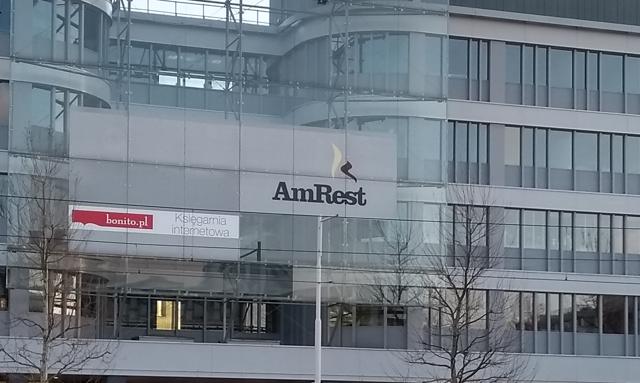 AmRest
bonito.pl
Księgarnia
internetowa